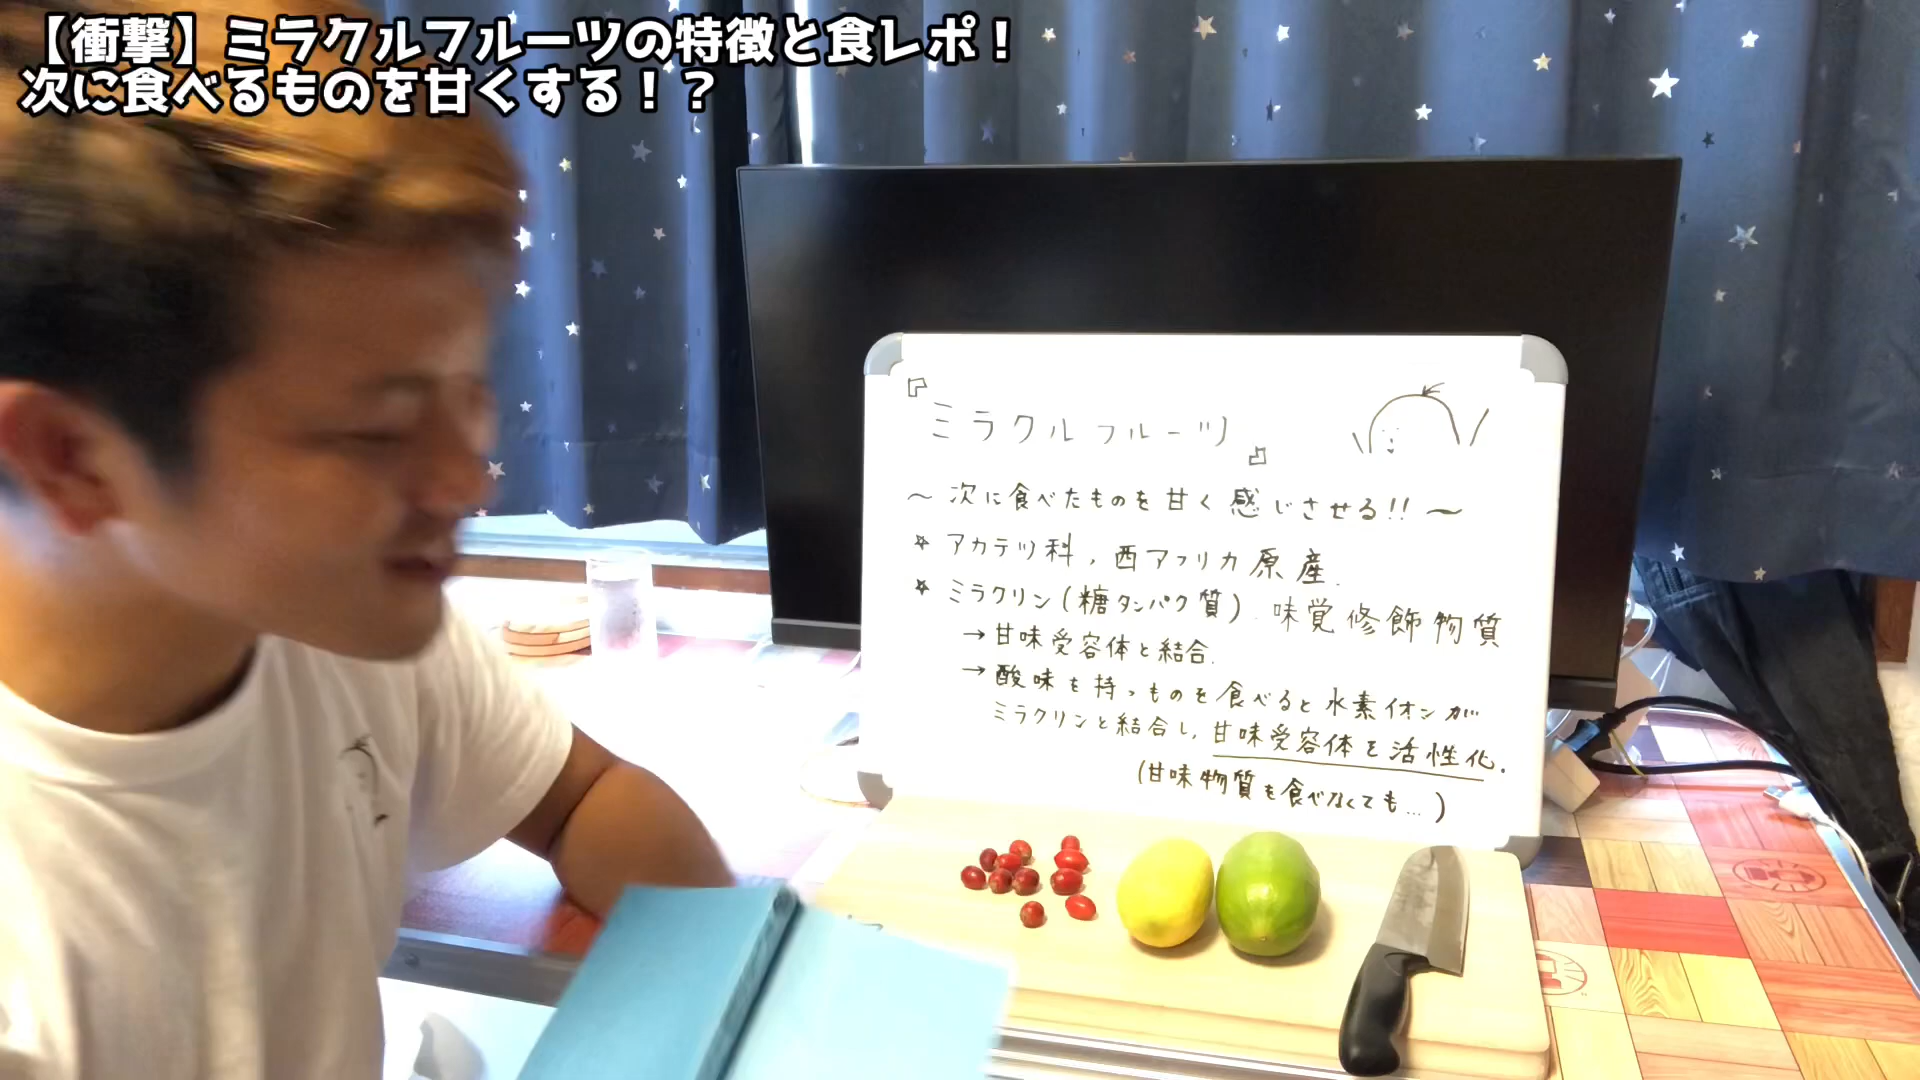 【衝撃】ミラクルフルーツの特徴と食レポ！
次に食べるものを甘くする！？
『ミラクルフルーツ』
〜次に食べたものを甘く感じさせる!!〜
☆ アカテツ科, 西アフリカ原産.
☆ ミラクリン(糖タンパク質). 味覚修飾物質
→ 甘味受容体と結合.
→ 酸味を持つものを食べると水素イオンが
ミラクリンと結合し, 甘味受容体を活性化.
(甘味物質を食べなくても…)